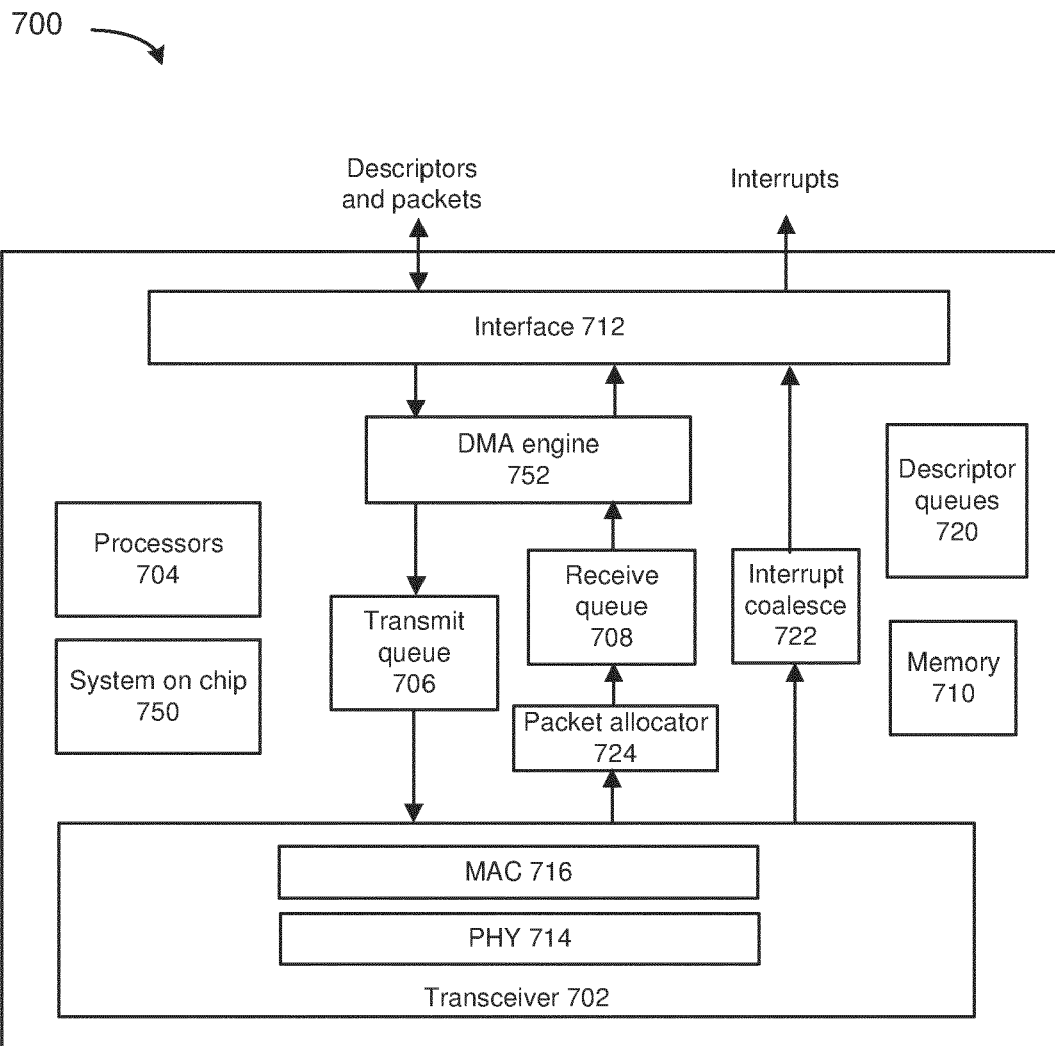 700
Descriptors
and packets
Interrupts
Interface 712
DMA engine
752
Descriptor
queues
720
Processors
704
Receive
queue
708
Interrupt
coalesce
722
Transmit
queue
706
System on chip
750
Memory
710
Packet allocator
724
MAC 716
PHY 714
Transceiver 702